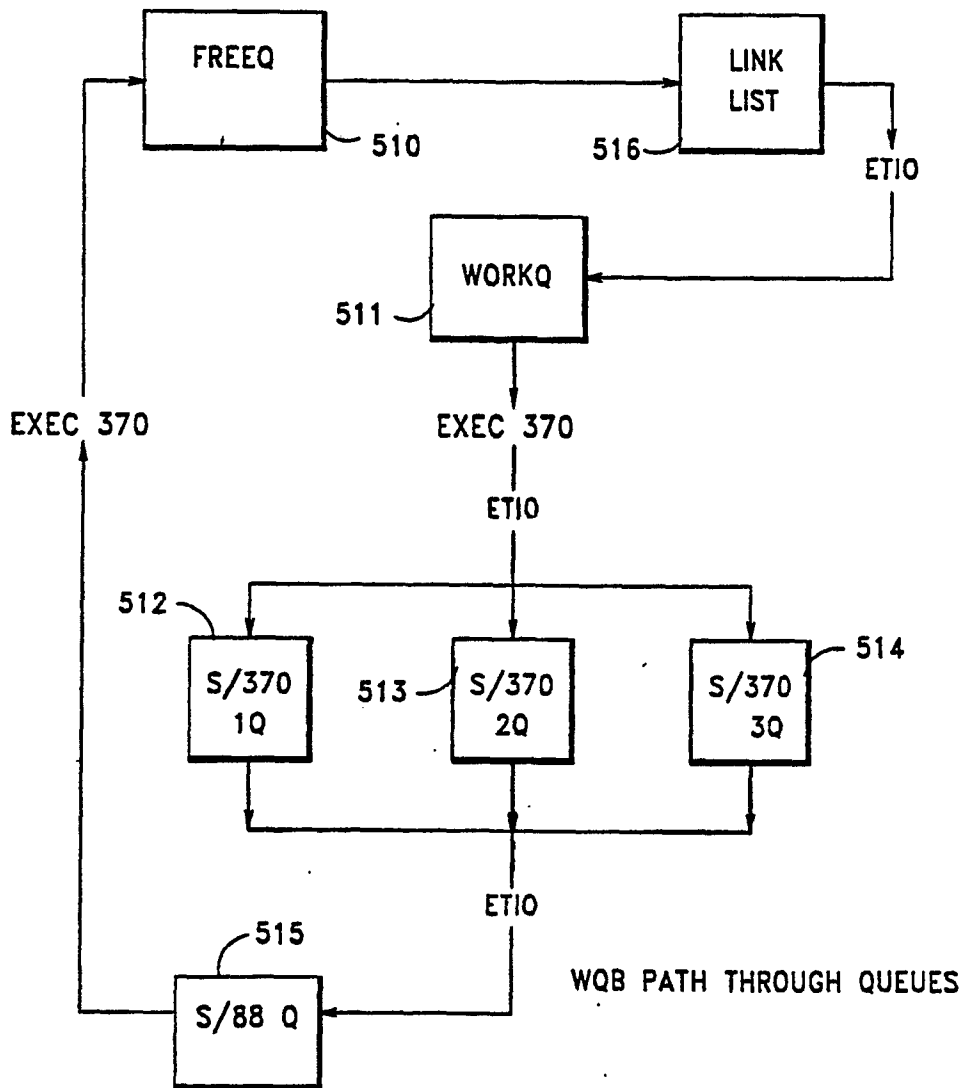 FREEQ
510
LINK
LIST
516
ETIO
WORKQ
511
EXEC 370
EXEC 370
ETIO
512
S/370
1Q
513
S/370
2Q
514
S/370
3Q
ETIO
515
S/88 Q
WQB PATH THROUGH QUEUES